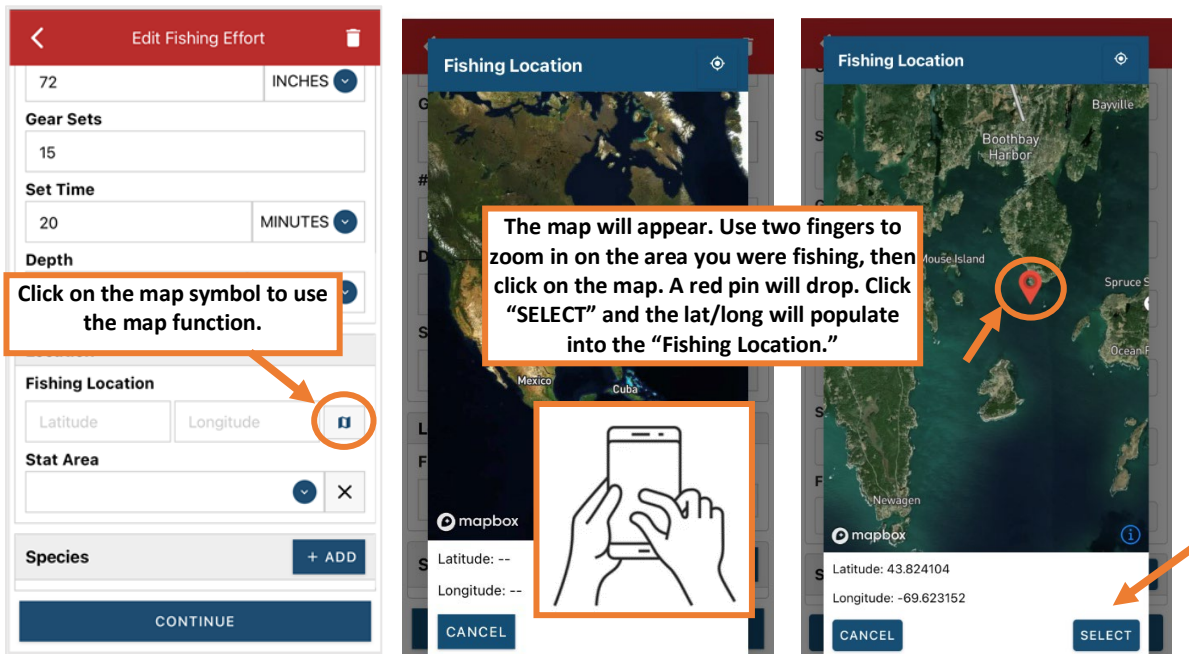 Edit Fishing Effort
72
INCHES
Gear Sets
15
Set Time
20
MINUTES
Depth
Click on the map symbol to use
the map function.
Fishing Location
Latitude
Longitude
Stat Area
Species
+ ADD
CONTINUE
Fishing Location
The map will appear. Use two fingers to
zoom in on the area you were fishing, then
click on the map. A red pin will drop. Click
“SELECT” and the lat/long will populate
into the “Fishing Location.”
Mexico
Cuba
mapbox
Latitude: --
Longitude: --
CANCEL
Fishing Location
Bayville
Boothbay
Harbor
Mouse Island
Spruce S
Ocean P
Newagen
mapbox
Latitude: 43.824104
Longitude: -69.623152
CANCEL
SELECT